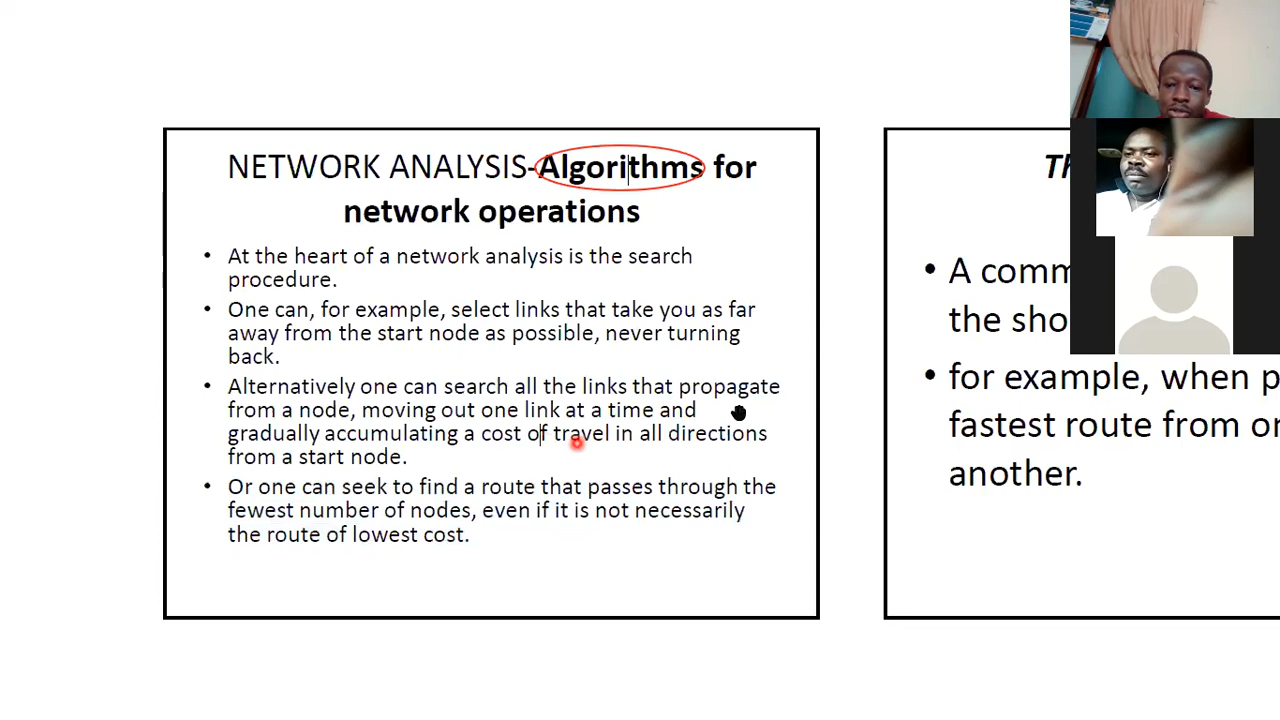 NETWORK ANALYSIS-Algorithms for
network operations
• At the heart of a network analysis is the search
procedure.
• One can, for example, select links that take you as far
away from the start node as possible, never turning
back.
• Alternatively one can search all the links that propagate
from a node, moving out one link at a time and
gradually accumulating a cost of travel in all directions
from a start node.
• Or one can seek to find a route that passes through the
fewest number of nodes, even if it is not necessarily
the route of lowest cost.
• A comm
the sho
• for example, when p
fastest route from o
another.